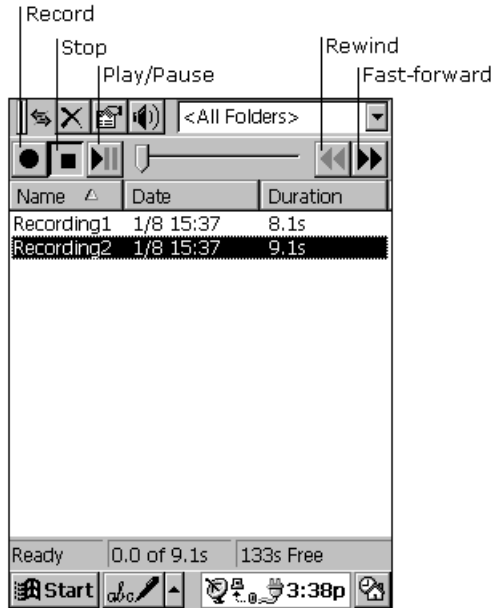 Record
Stop
Rewind
Play/Pause
Fast-forward
<All Folders>
Name Date Duration
Recording1 1/8 15:37 8.1s
Recording2 1/8 15:37 9.1s
Ready 0.0 of 9.1s 133s Free
Start abc 3:38p